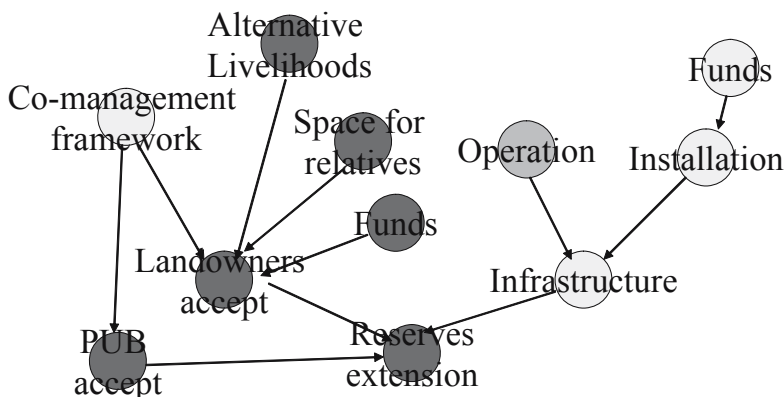 Alternative
Livelihoods
Funds
Co-management
framework
Space for
relatives
Operation
Installation
Funds
Landowners
accept
Infrastructure
PUB
accept
Reserves
extension